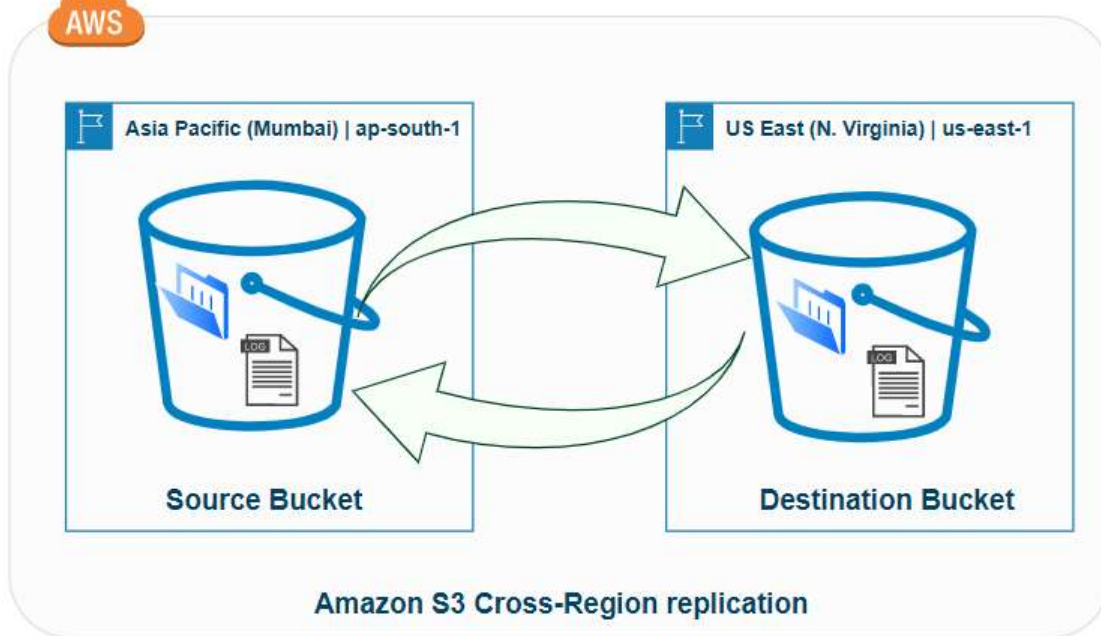 AWS
Asia Pacific (Mumbai) | ap-south-1
US East (N. Virginia) | us-east-1
LOG
LOG
Source Bucket
Destination Bucket
Amazon S3 Cross-Region replication